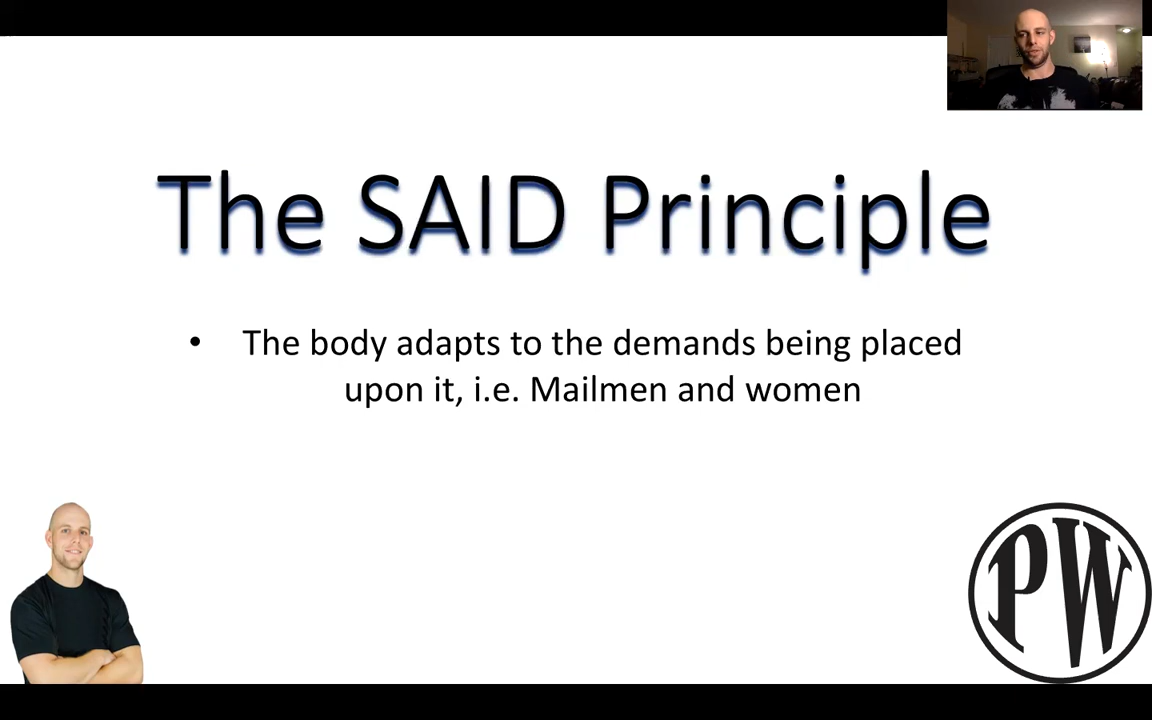 The SAID Principle
• The body adapts to the demands being placed
upon it, i.e. Mailmen and women
PW